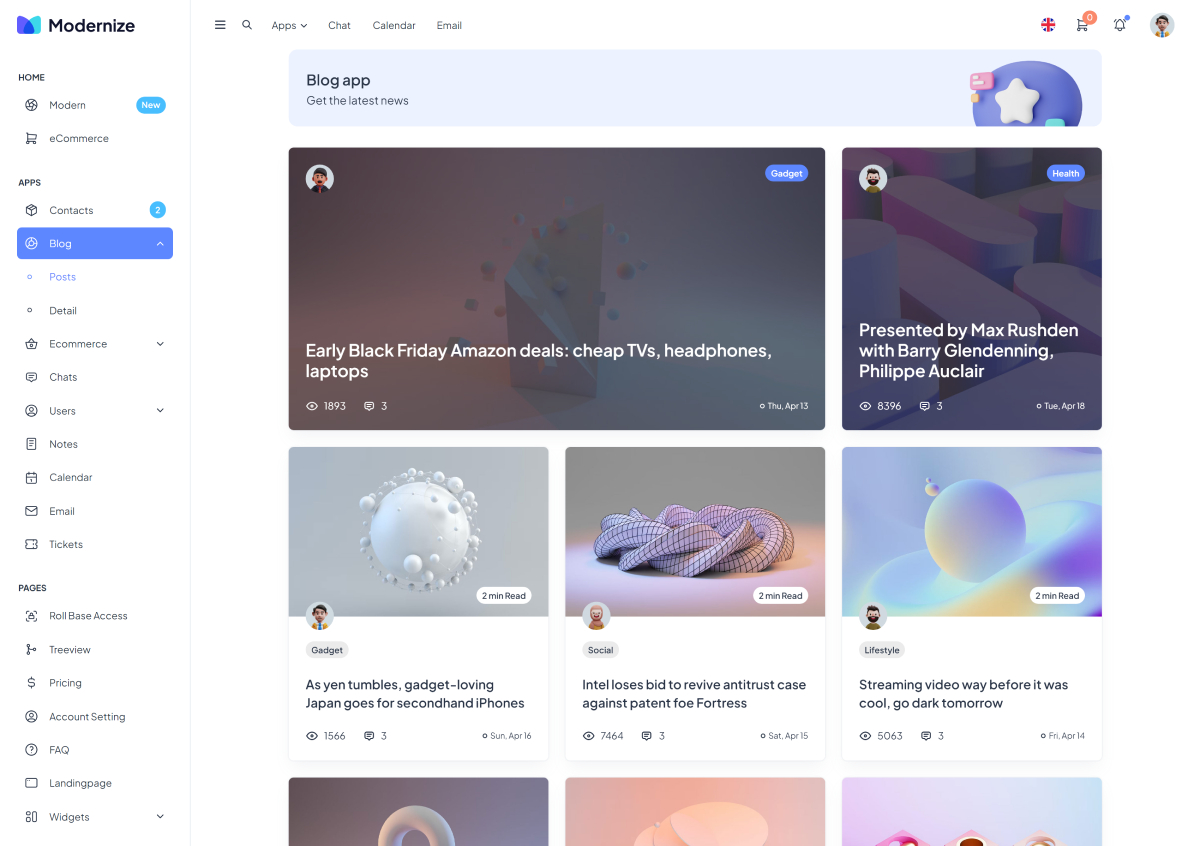 Modernize
Apps
Chat
Calendar
Email
0
HOME
Modern
New
eCommerce
APPS
Contacts
2
Blog
Posts
Detail
Ecommerce
Chats
Users
Notes
Calendar
Email
Tickets
PAGES
Roll Base Access
Treeview
Pricing
Account Setting
FAQ
Landingpage
Widgets
Blog app
Get the latest news
Gadget
Early Black Friday Amazon deals: cheap TVs, headphones,
laptops
1893
3
Thu, Apr 13
Health
Presented by Max Rushden
with Barry Glendenning,
Philippe Auclair
8396
3
Tue, Apr 18
2 min Read
Gadget
As yen tumbles, gadget-loving
Japan goes for secondhand iPhones
1566
3
Sun, Apr 16
2 min Read
Social
Intel loses bid to revive antitrust case
against patent foe Fortress
7464
3
Sat, Apr 15
2 min Read
Lifestyle
Streaming video way before it was
cool, go dark tomorrow
5063
3
Fri, Apr 14